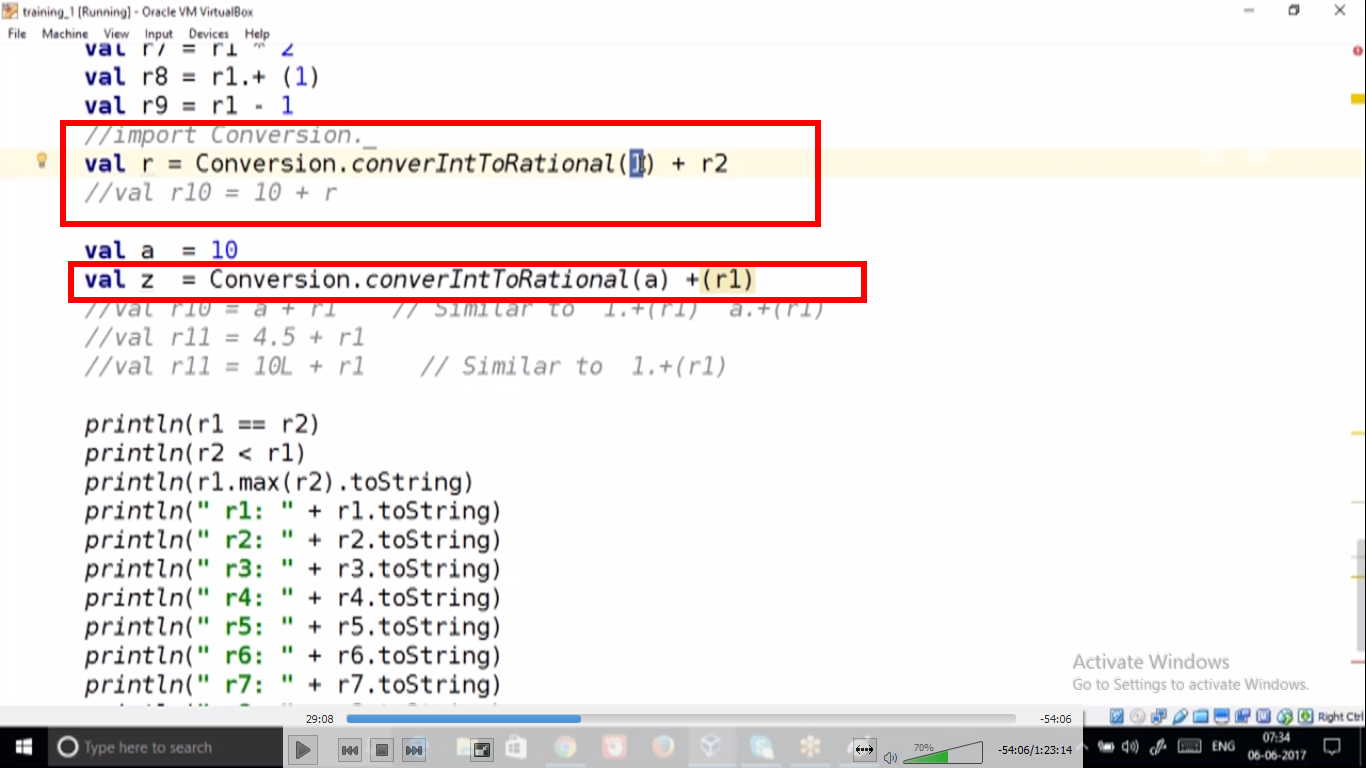 training_1 [Running] - Oracle VM VirtualBox
File Machine View Input Devices Help
val r7 = r1 * 2
val r8 = r1.+ (1)
val r9 = r1 - 1
//import Conversion._
val r = Conversion.converIntToRational(1) + r2
//val r10 = 10 + r
val a = 10
val z = Conversion.converIntToRational(a) +(r1)
//val r10 = a + r1 // Similar to 1.+(r1) a.+(r1)
//val r11 = 4.5 + r1
//val r11 = 10L + r1 // Similar to 1.+(r1)
println(r1 == r2)
println(r2 < r1)
println(r1.max(r2).toString)
println(" r1: " + r1.toString)
println(" r2: " + r2.toString)
println(" r3: " + r3.toString)
println(" r4: " + r4.toString)
println(" r5: " + r5.toString)
println(" r6: " + r6.toString)
println(" r7: " + r7.toString)
Activate Windows
Go to Settings to activate Windows.
29:08 -54:06
Right Ctrl
Type here to search
70%
-54:06/1:23:14
ENG
07:34
06-06-2017